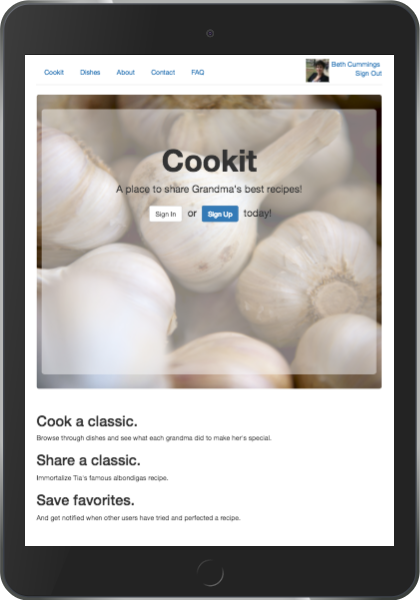 Cookit Dishes About Contact FAQ
Beth Cummings
Sign Out
Cookit
A place to share Grandma's best recipes!
Sign In or Sign Up today!
Cook a classic.
Browse through dishes and see what each grandma did to make her's special.
Share a classic.
Immortalize Tia's famous albondigas recipe.
Save favorites.
And get notified when other users have tried and perfected a recipe.